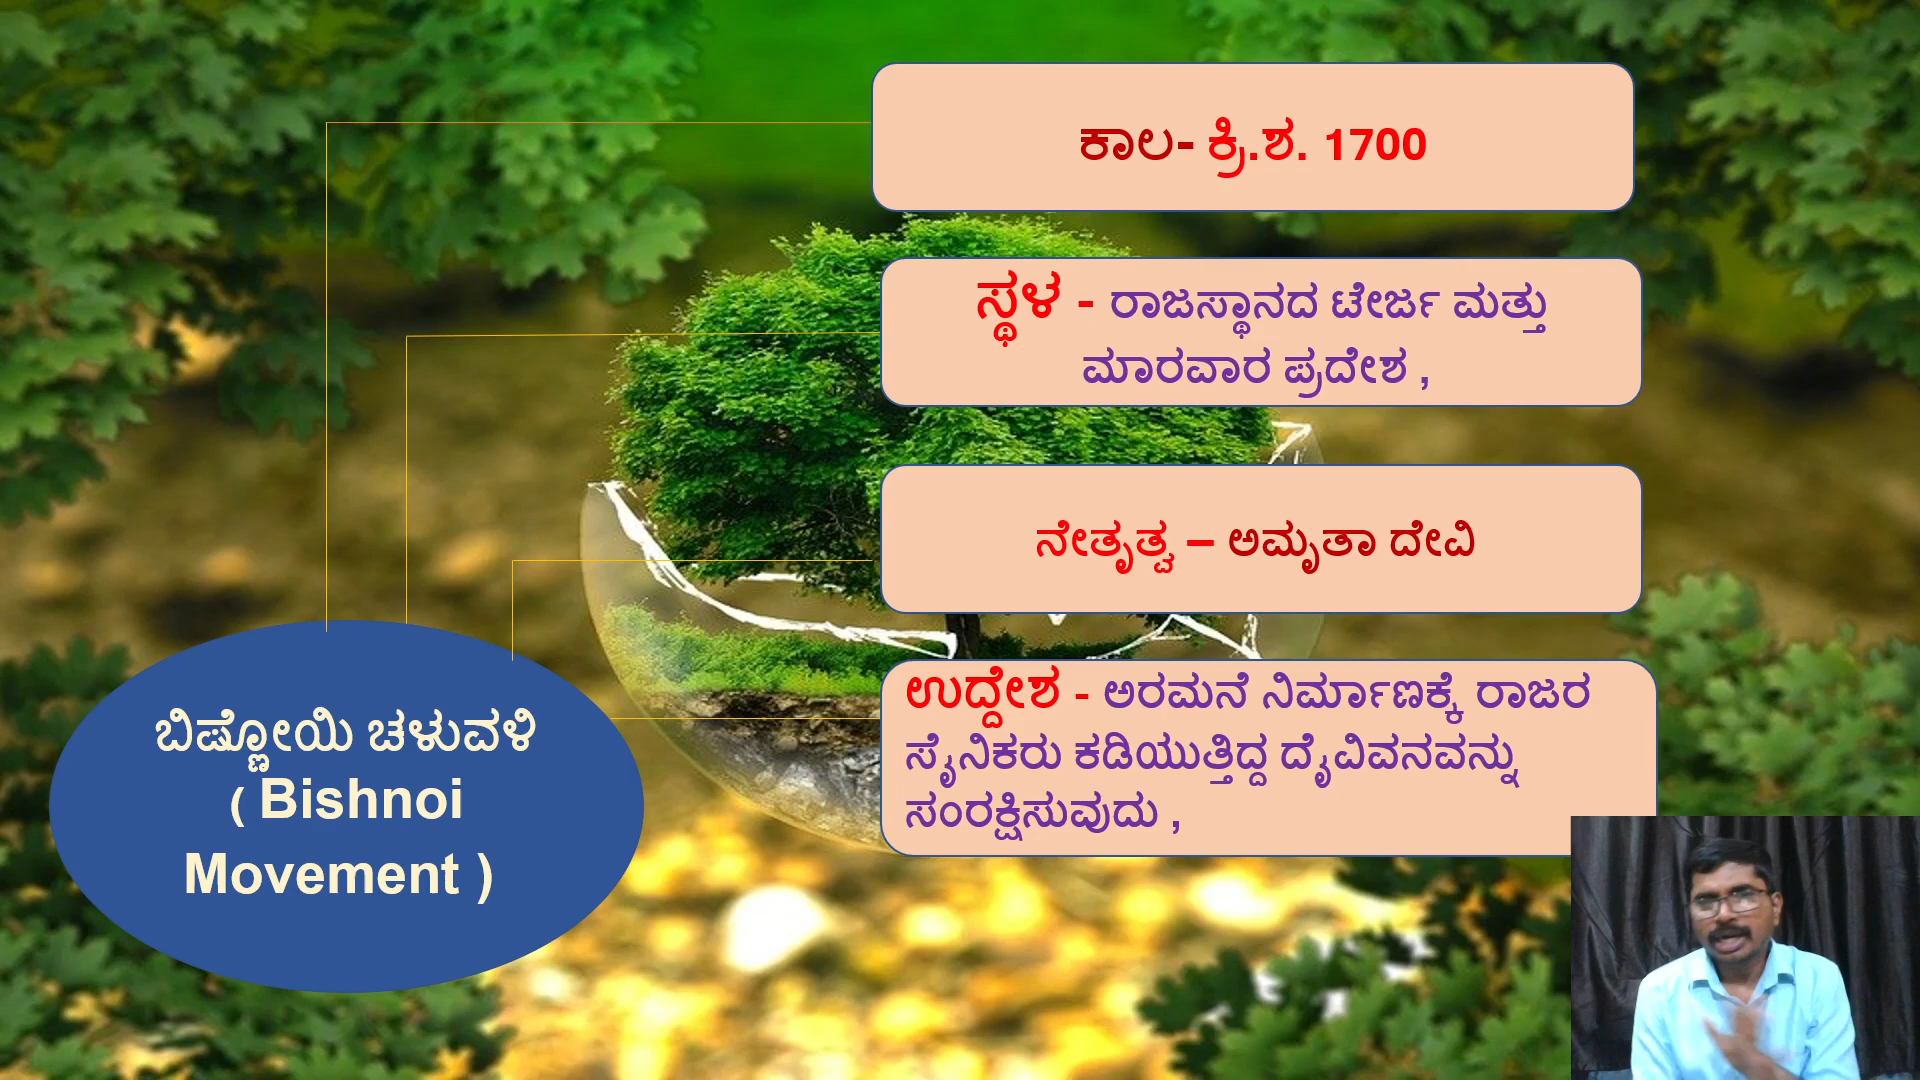 ಕಾಲ- ಕ್ರಿ.ಶ. 1700
ಸ್ಥಳ - ರಾಜಸ್ಥಾನದ ಟೇರ್ಜ ಮತ್ತು
ಮಾರವಾರ ಪ್ರದೇಶ ,
ನೇತೃತ್ವ – ಅಮೃತಾ ದೇವಿ
ಉದ್ದೇಶ - ಅರಮನೆ ನಿರ್ಮಾಣಕ್ಕೆ ರಾಜರ
ಸೈನಿಕರು ಕಡಿಯುತ್ತಿದ್ದ ದೈವಿವನವನ್ನು
ಸಂರಕ್ಷಿಸುವುದು ,
ಬಿಷ್ಣೋಯಿ ಚಳುವಳಿ
( Bishnoi
Movement )